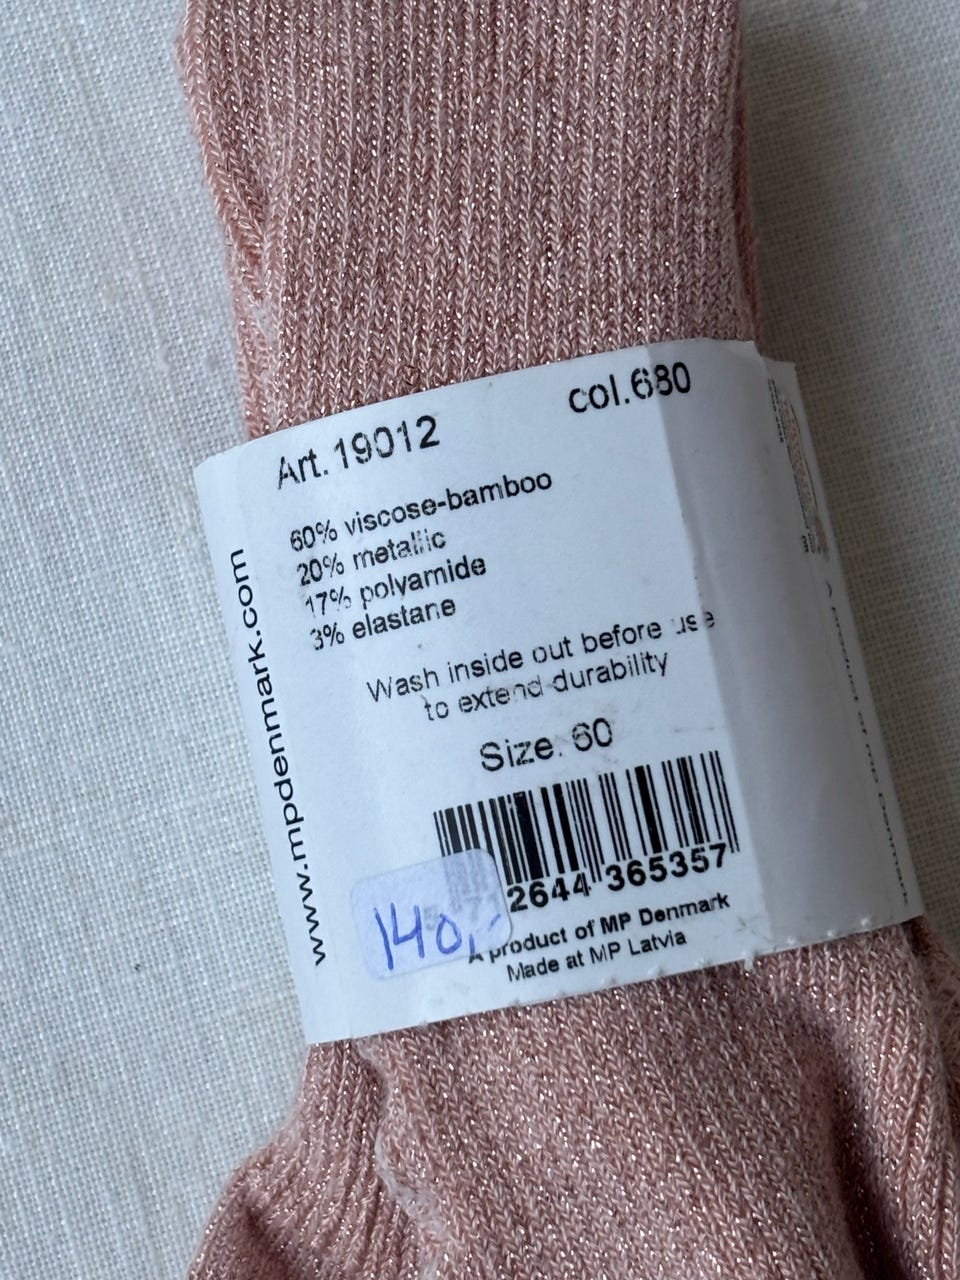 Art. 19012
col.680
60% viscose-bamboo
20% metallic
17% polyamide
3% elastane
Wash inside out before use
to extend durability
Size. 60
2644 365357
140,-
A product of MP Denmark
Made at MP Latvia
www.mpdenmark.com